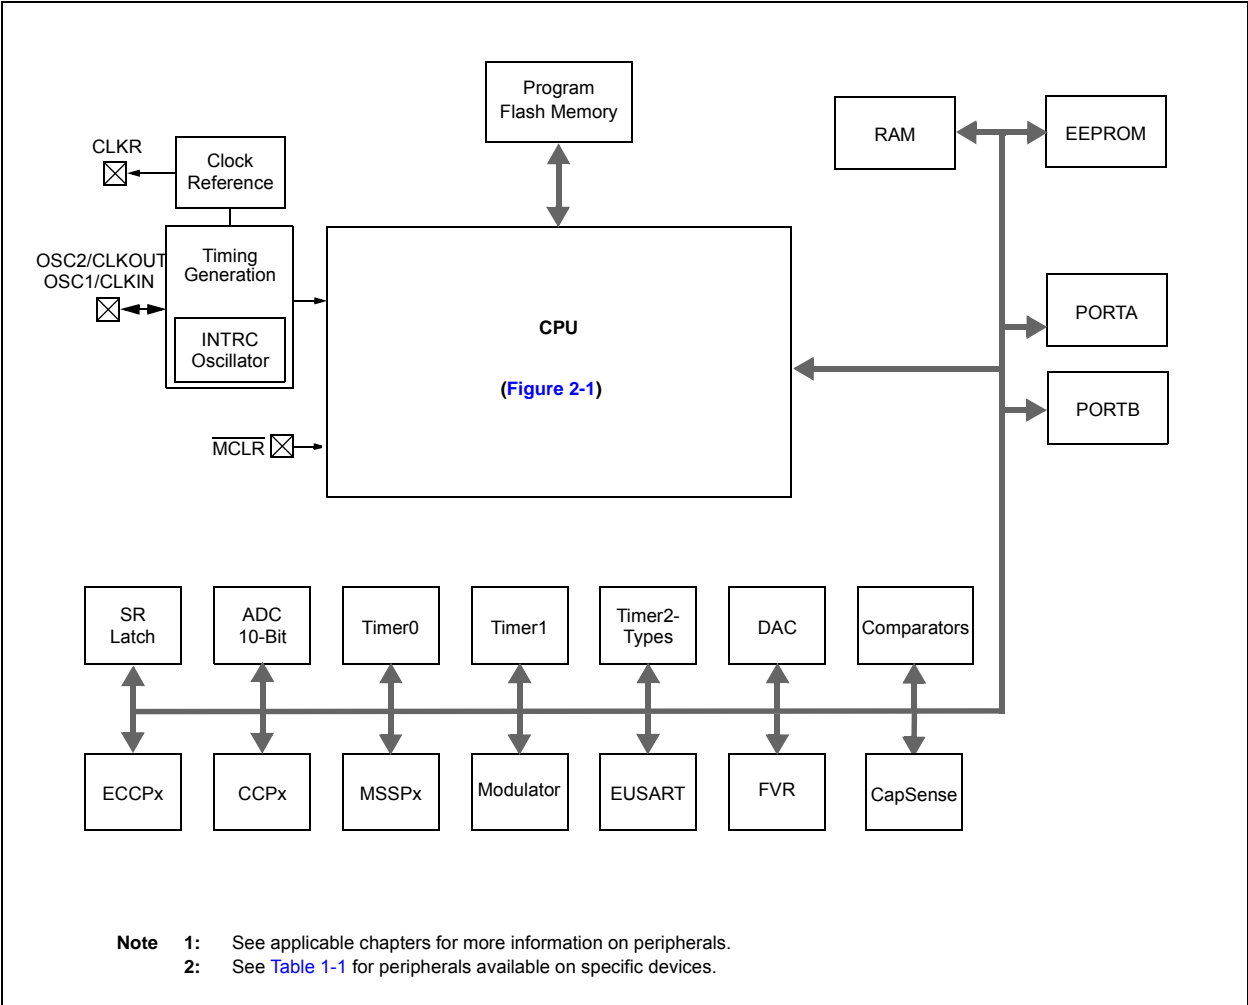 Program
Flash Memory
RAM
EEPROM
CLKR
Clock
Reference
OSC2/CLKOUT
OSC1/CLKIN
Timing
Generation
INTRC
Oscillator
MCLR
CPU
(Figure 2-1)
PORTA
PORTB
SR
Latch
ADC
10-Bit
Timer0
Timer1
Timer2-
Types
DAC
Comparators
ECCPx
CCPx
MSSPx
Modulator
EUSART
FVR
CapSense
Note 1: See applicable chapters for more information on peripherals.
2: See Table 1-1 for peripherals available on specific devices.